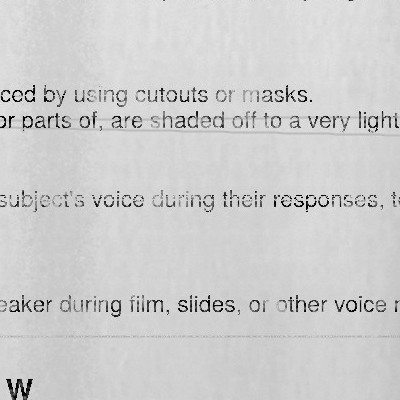 ced by using cutouts or masks.
or parts of, are shaded off to a very light
subject's voice during their responses,
eaker during film, slides, or other voice
W